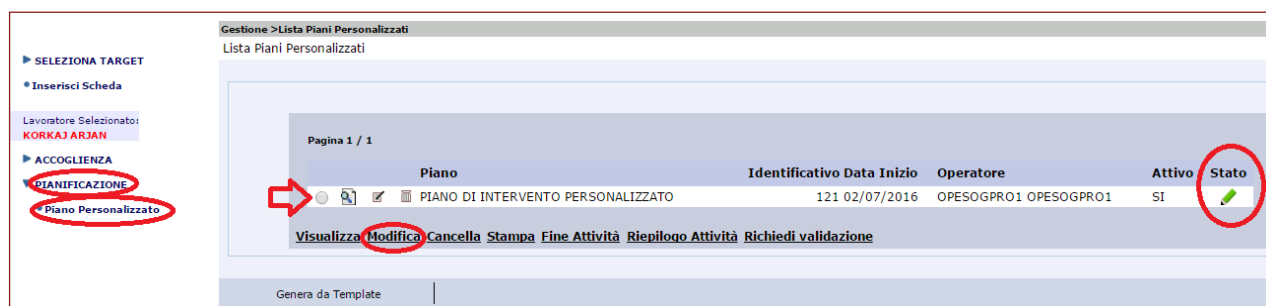 Gestione >Lista Piani Personalizzati
Lista Piani Personalizzati
SELEZIONA TARGET
Inserisci Scheda
Lavoratore Selezionato:
KORKAJ ARJAN
ACCOGLIENZA
PIANIFICAZIONE
Piano Personalizzato
Pagina 1 / 1
Piano Identificativo Data Inizio Operatore Attivo Stato
PIANO DI INTERVENTO PERSONALIZZATO 121 02/07/2016 OPESOGPRO1 OPESOGPRO1 SI
Visualizza Modifica Cancella Stampa Fine Attività Riepilogo Attività Richiedi validazione
Genera da Template